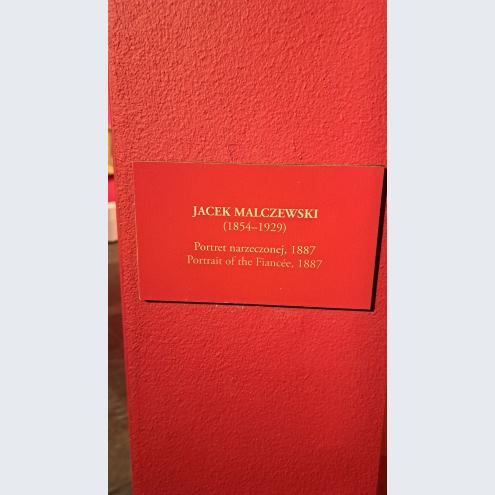 JACEK MALCZEWSKI
(1854–1929)
Portret narzeczonej, 1887
Portrait of the Fiancée, 1887